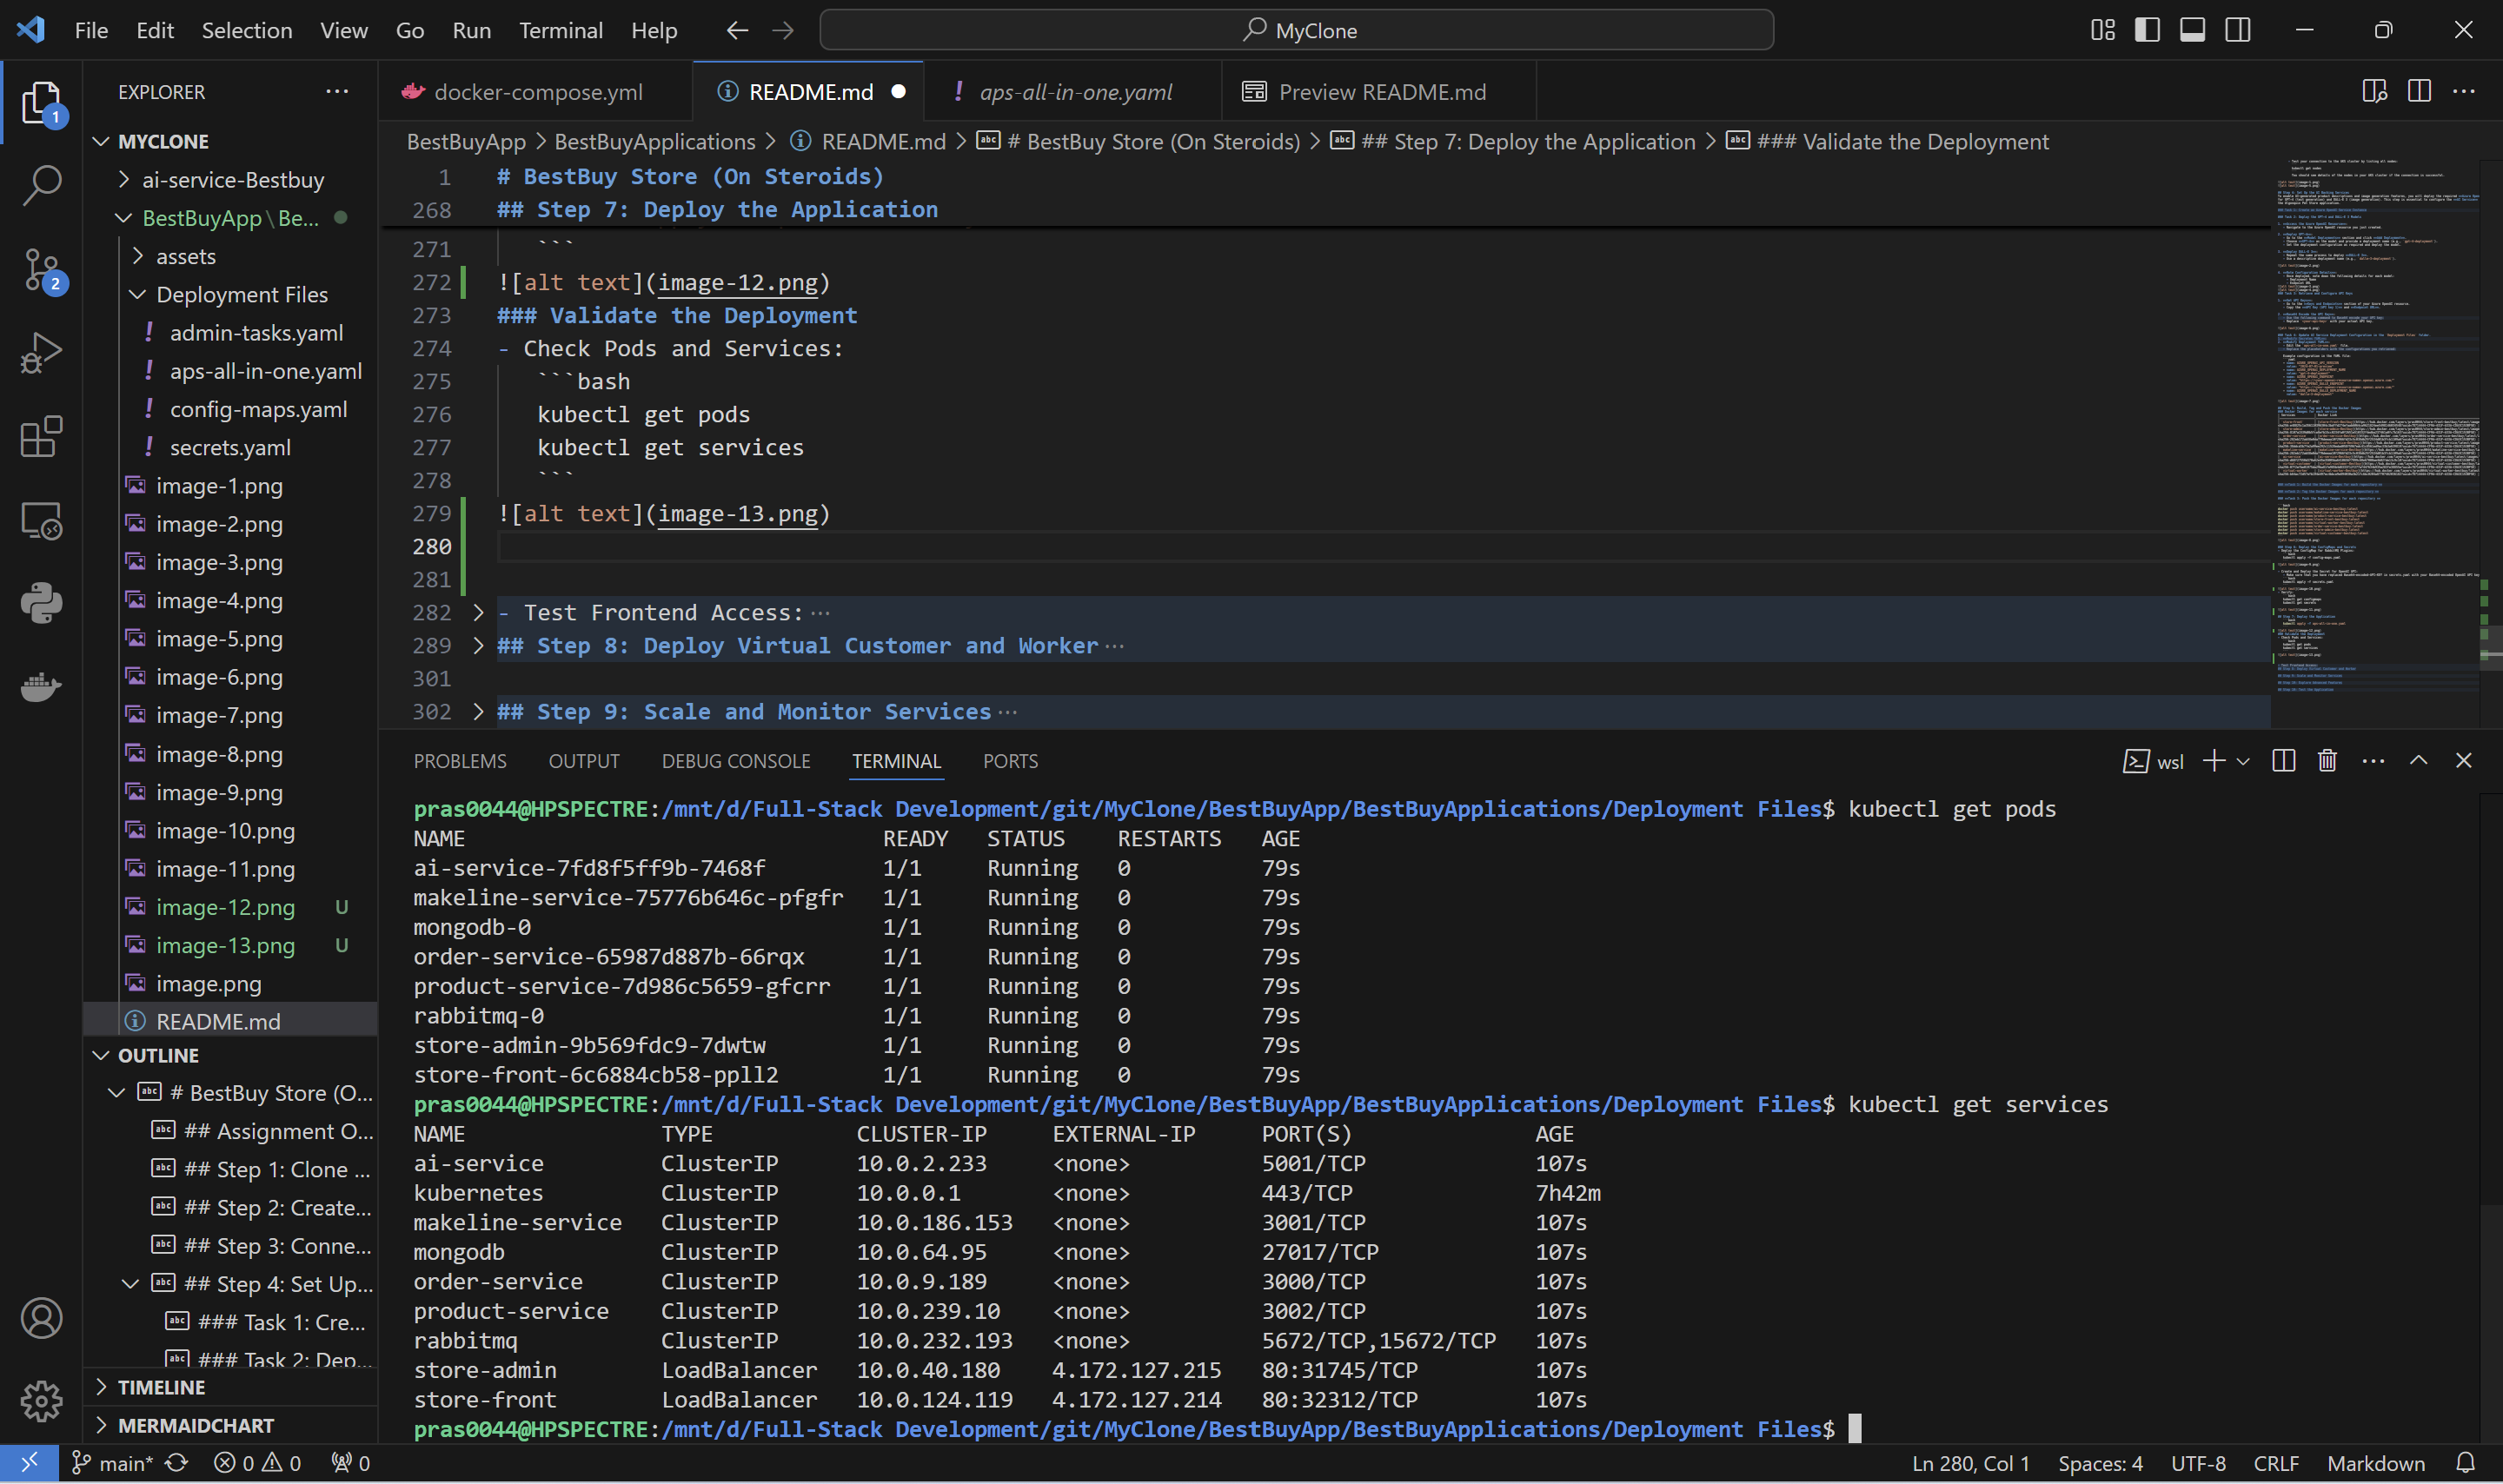 File Edit Selection View Go Run Terminal Help MyClone
EXPLORER
1
2
MYCLONE
ai-service-Bestbuy
BestBuyApp\Be...
assets
Deployment Files
! admin-tasks.yaml
! aps-all-in-one.yaml
! config-maps.yaml
! secrets.yaml
image-1.png
image-2.png
image-3.png
image-4.png
image-5.png
image-6.png
image-7.png
image-8.png
image-9.png
image-10.png
image-11.png
image-12.png U
image-13.png U
image.png
README.md
OUTLINE
# BestBuy Store (O...
## Assignment O...
## Step 1: Clone ...
## Step 2: Create...
## Step 3: Conne...
## Step 4: Set Up...
### Task 1: Cre...
### Task 2: Dep...
TIMELINE
MERMAIDCHART
docker-compose.yml README.md ! aps-all-in-one.yaml Preview README.md
BestBuyApp > BestBuyApplications > README.md > # BestBuy Store (On Steroids) > ## Step 7: Deploy the Application > ### Validate the Deployment
1 # BestBuy Store (On Steroids)
268 ## Step 7: Deploy the Application
271 ```
272 ![alt text](image-12.png)
273 ### Validate the Deployment
274 - Check Pods and Services:
275 ```bash
276 kubectl get pods
277 kubectl get services
278 ```
279 ![alt text](image-13.png)
280
281
282 - Test Frontend Access:···
289 ## Step 8: Deploy Virtual Customer and Worker···
301
302 ## Step 9: Scale and Monitor Services···
PROBLEMS OUTPUT DEBUG CONSOLE TERMINAL PORTS wsl
pras0044@HPSPECTRE:/mnt/d/Full-Stack Development/git/MyClone/BestBuyApp/BestBuyApplications/Deployment Files$ kubectl get pods
NAME READY STATUS RESTARTS AGE
ai-service-7fd8f5ff9b-7468f 1/1 Running 0 79s
makeline-service-75776b646c-pfgfr 1/1 Running 0 79s
mongodb-0 1/1 Running 0 79s
order-service-65987d887b-66rqx 1/1 Running 0 79s
product-service-7d986c5659-gfcrr 1/1 Running 0 79s
rabbitmq-0 1/1 Running 0 79s
store-admin-9b569fdc9-7dwtw 1/1 Running 0 79s
store-front-6c6884cb58-ppll2 1/1 Running 0 79s
pras0044@HPSPECTRE:/mnt/d/Full-Stack Development/git/MyClone/BestBuyApp/BestBuyApplications/Deployment Files$ kubectl get services
NAME TYPE CLUSTER-IP EXTERNAL-IP PORT(S) AGE
ai-service ClusterIP 10.0.2.233 <none> 5001/TCP 107s
kubernetes ClusterIP 10.0.0.1 <none> 443/TCP 7h42m
makeline-service ClusterIP 10.0.186.153 <none> 3001/TCP 107s
mongodb ClusterIP 10.0.64.95 <none> 27017/TCP 107s
order-service ClusterIP 10.0.9.189 <none> 3000/TCP 107s
product-service ClusterIP 10.0.239.10 <none> 3002/TCP 107s
rabbitmq ClusterIP 10.0.232.193 <none> 5672/TCP,15672/TCP 107s
store-admin LoadBalancer 10.0.40.180 4.172.127.215 80:31745/TCP 107s
store-front LoadBalancer 10.0.124.119 4.172.127.214 80:32312/TCP 107s
pras0044@HPSPECTRE:/mnt/d/Full-Stack Development/git/MyClone/BestBuyApp/BestBuyApplications/Deployment Files$
main* 0 0 0 Ln 280, Col 1 Spaces: 4 UTF-8 CRLF Markdown